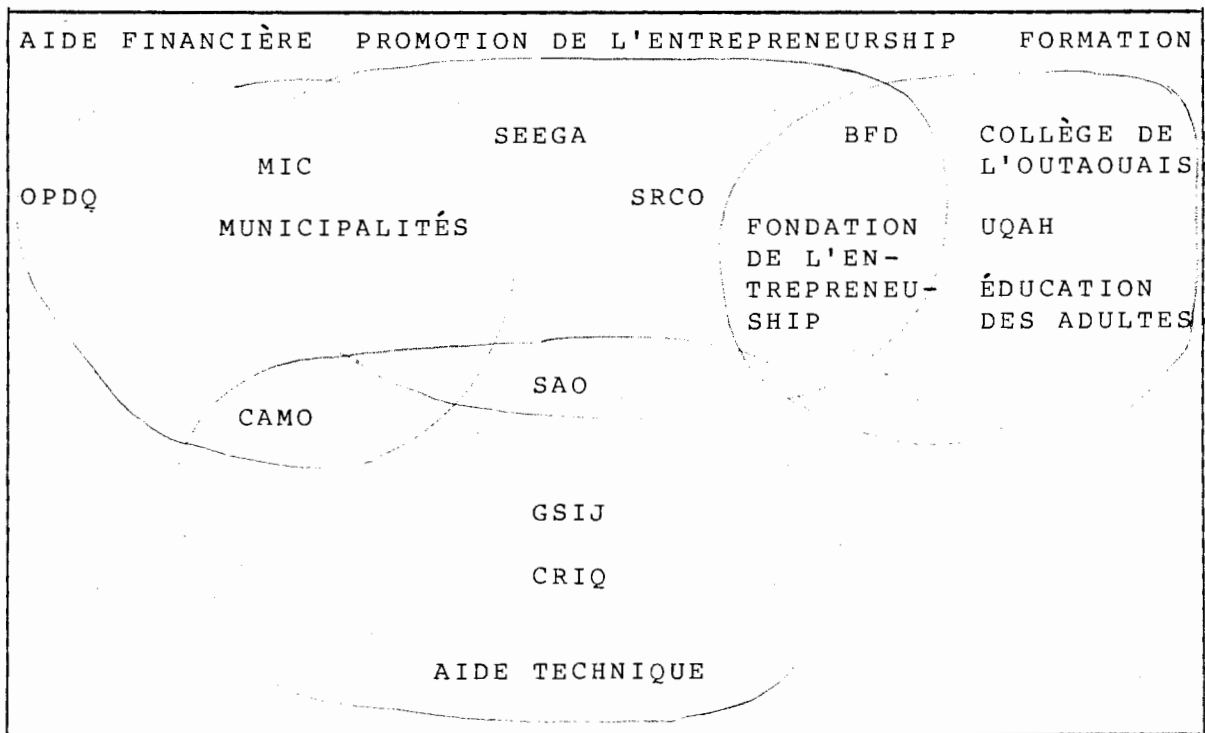 AIDE FINANCIÈRE PROMOTION DE L'ENTREPRENEURSHIP FORMATION
SEEGA BFD COLLÈGE DE
MIC L'OUTAOUAIS
OPDQ SRCO
MUNICIPALITÉS FONDATION UQAH
DE L'EN-
TREPRENEU- ÉDUCATION
SHIP DES ADULTES
SAO
CAMO
GSIJ
CRIQ
AIDE TECHNIQUE